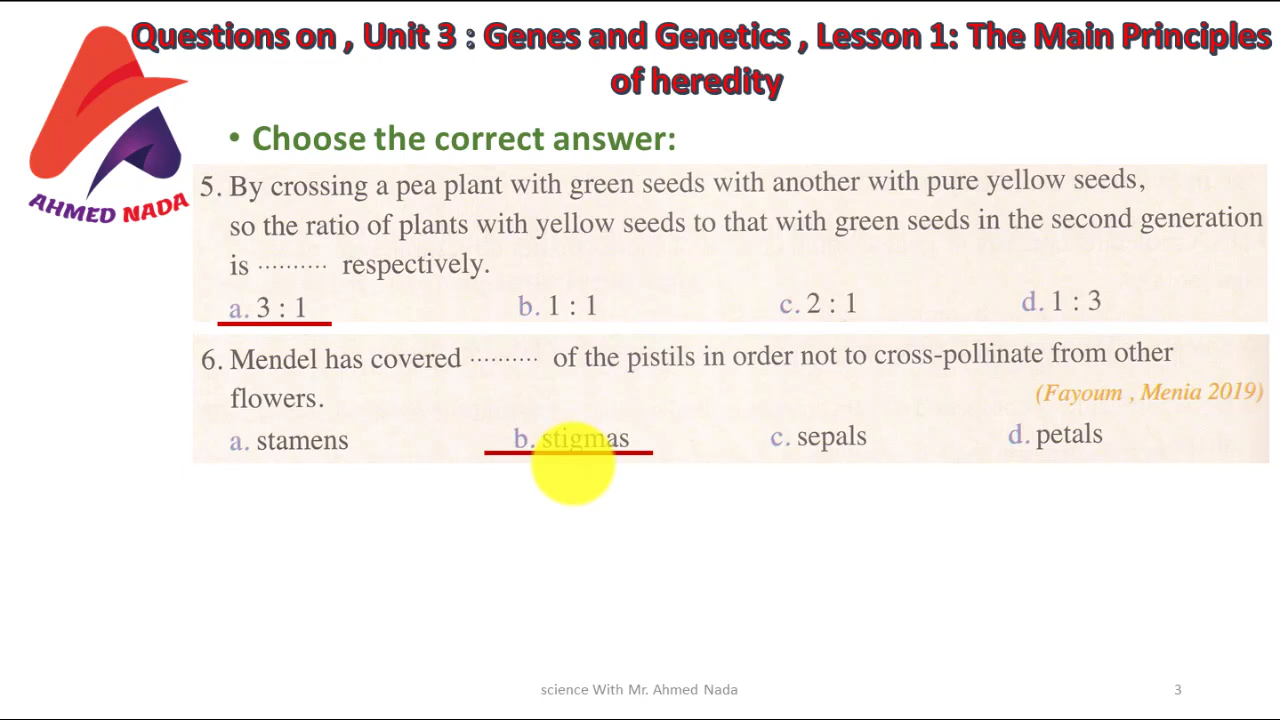 Questions on , Unit 3 : Genes and Genetics , Lesson 1: The Main Principles
of heredity
AHMED NADA
• Choose the correct answer:
5. By crossing a pea plant with green seeds with another with pure yellow seeds,
so the ratio of plants with yellow seeds to that with green seeds in the second generation
is ·········· respectively.
a. 3 : 1 b. 1 : 1 c. 2 : 1 d. 1 : 3
6. Mendel has covered ·········· of the pistils in order not to cross-pollinate from other
flowers.
(Fayoum , Menia 2019)
a. stamens b. stigmas c. sepals d. petals
science With Mr. Ahmed Nada 3